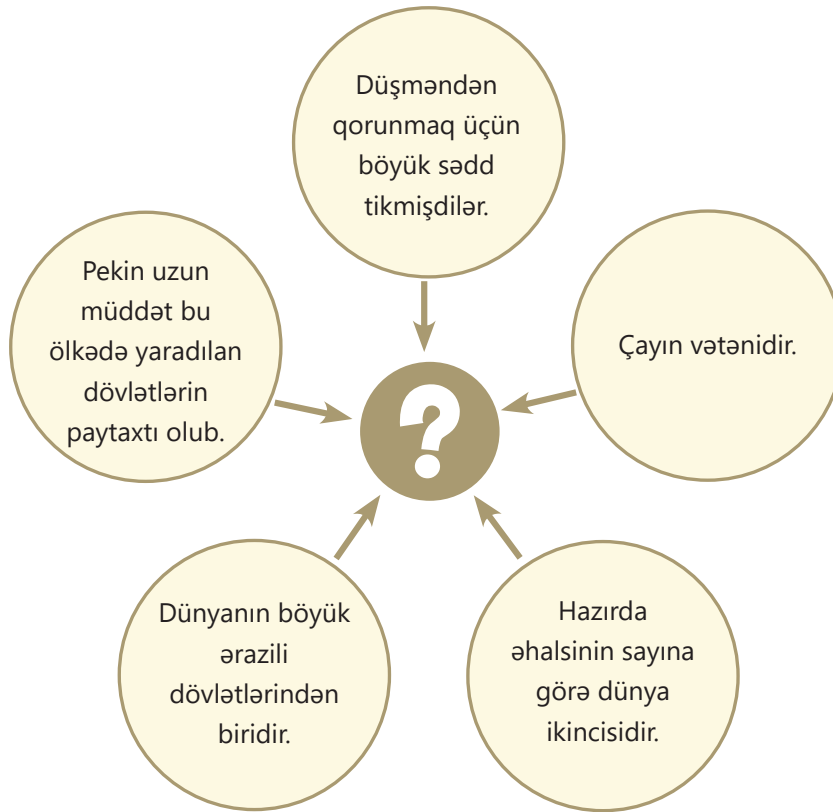 Düşməndən
qorunmaq üçün
böyük sədd
tikmişdilər.
Pekin uzun
müddət bu
ölkədə yaradılan
dövlətlərin
paytaxtı olub.
Çayın vətənidir.
?
Dünyanın böyük
ərazili
dövlətlərindən
biridir.
Hazırda
əhalsinin sayına
görə dünya
ikincisidir.